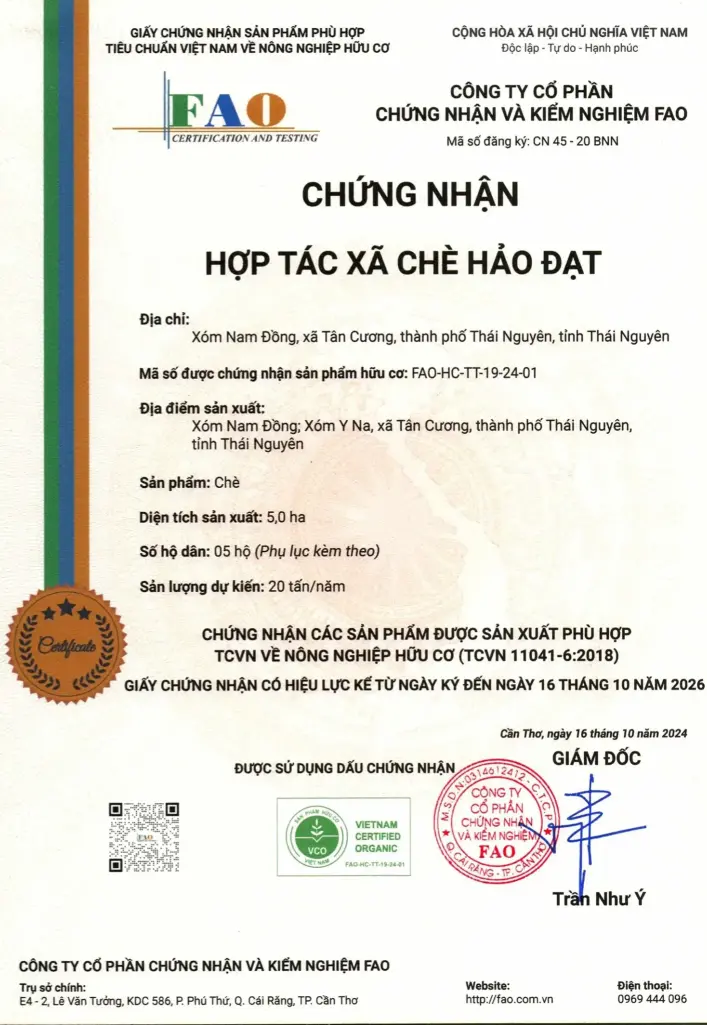 GIẤY CHỨNG NHẬN SẢN PHẨM PHÙ HỢP
TIÊU CHUẨN VIỆT NAM VỀ NÔNG NGHIỆP HỮU CƠ
CỘNG HÒA XÃ HỘI CHỦ NGHĨA VIỆT NAM
Độc lập - Tự do - Hạnh phúc
FAO
CERTIFICATION AND TESTING
CÔNG TY CỔ PHẦN
CHỨNG NHẬN VÀ KIỂM NGHIỆM FAO
Mã số đăng ký: CN 45 - 20 BNN
CHỨNG NHẬN
HỢP TÁC XÃ CHÈ HẢO ĐẠT
Địa chỉ:
Xóm Nam Đồng, xã Tân Cương, thành phố Thái Nguyên, tỉnh Thái Nguyên
Mã số được chứng nhận sản phẩm hữu cơ: FAO-HC-TT-19-24-01
Địa điểm sản xuất:
Xóm Nam Đồng; Xóm Y Na, xã Tân Cương, thành phố Thái Nguyên,
tỉnh Thái Nguyên
Sản phẩm: Chè
Diện tích sản xuất: 5,0 ha
Số hộ dân: 05 hộ (Phụ lục kèm theo)
Sản lượng dự kiến: 20 tấn/năm
Certificate
CHỨNG NHẬN CÁC SẢN PHẨM ĐƯỢC SẢN XUẤT PHÙ HỢP
TCVN VỀ NÔNG NGHIỆP HỮU CƠ (TCVN 11041-6:2018)
GIẤY CHỨNG NHẬN CÓ HIỆU LỰC KỂ TỪ NGÀY KÝ ĐẾN NGÀY 16 THÁNG 10 NĂM 2026
Cần Thơ, ngày 16 tháng 10 năm 2024
GIÁM ĐỐC
ĐƯỢC SỬ DỤNG DẤU CHỨNG NHẬN
FAO
SẢN PHẨM HỮU CƠ
VCO
VIỆT NAM
VIETNAM
CERTIFIED
ORGANIC
FAO-HC-TT-19-24-01
M.S.D.N:0314612412 - C.T.C.P
CÔNG TY
CỔ PHẦN
CHỨNG NHẬN
VÀ KIỂM NGHIỆM
FAO
Q. CÁI RĂNG - TP. CẦN THƠ
Trần Như Ý
CÔNG TY CỔ PHẦN CHỨNG NHẬN VÀ KIỂM NGHIỆM FAO
Trụ sở chính:
E4 - 2, Lê Văn Tưởng, KDC 586, P. Phú Thứ, Q. Cái Răng, TP. Cần Thơ
Website:
http://fao.com.vn
Điện thoại:
0969 444 096